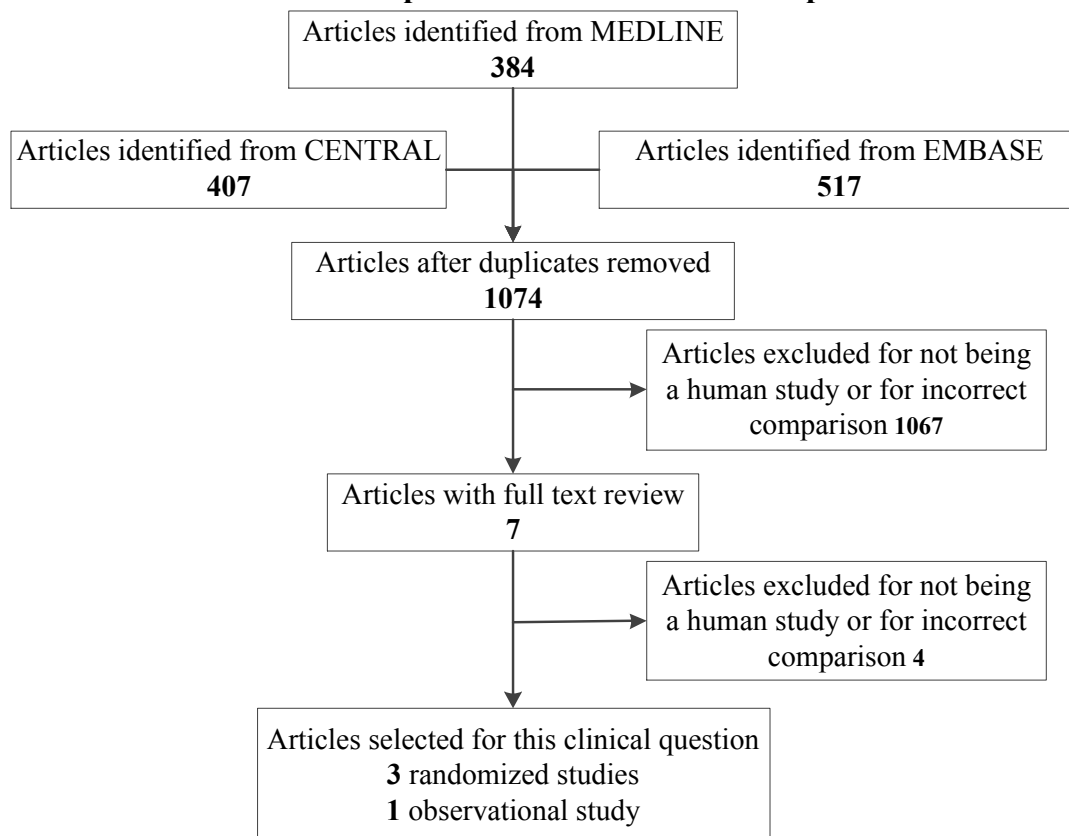 Articles identified from MEDLINE
384
Articles identified from CENTRAL
407
Articles identified from EMBASE
517
Articles after duplicates removed
1074
Articles excluded for not being
a human study or for incorrect
comparison 1067
Articles with full text review
7
Articles excluded for not being
a human study or for incorrect
comparison 4
Articles selected for this clinical question
3 randomized studies
1 observational study